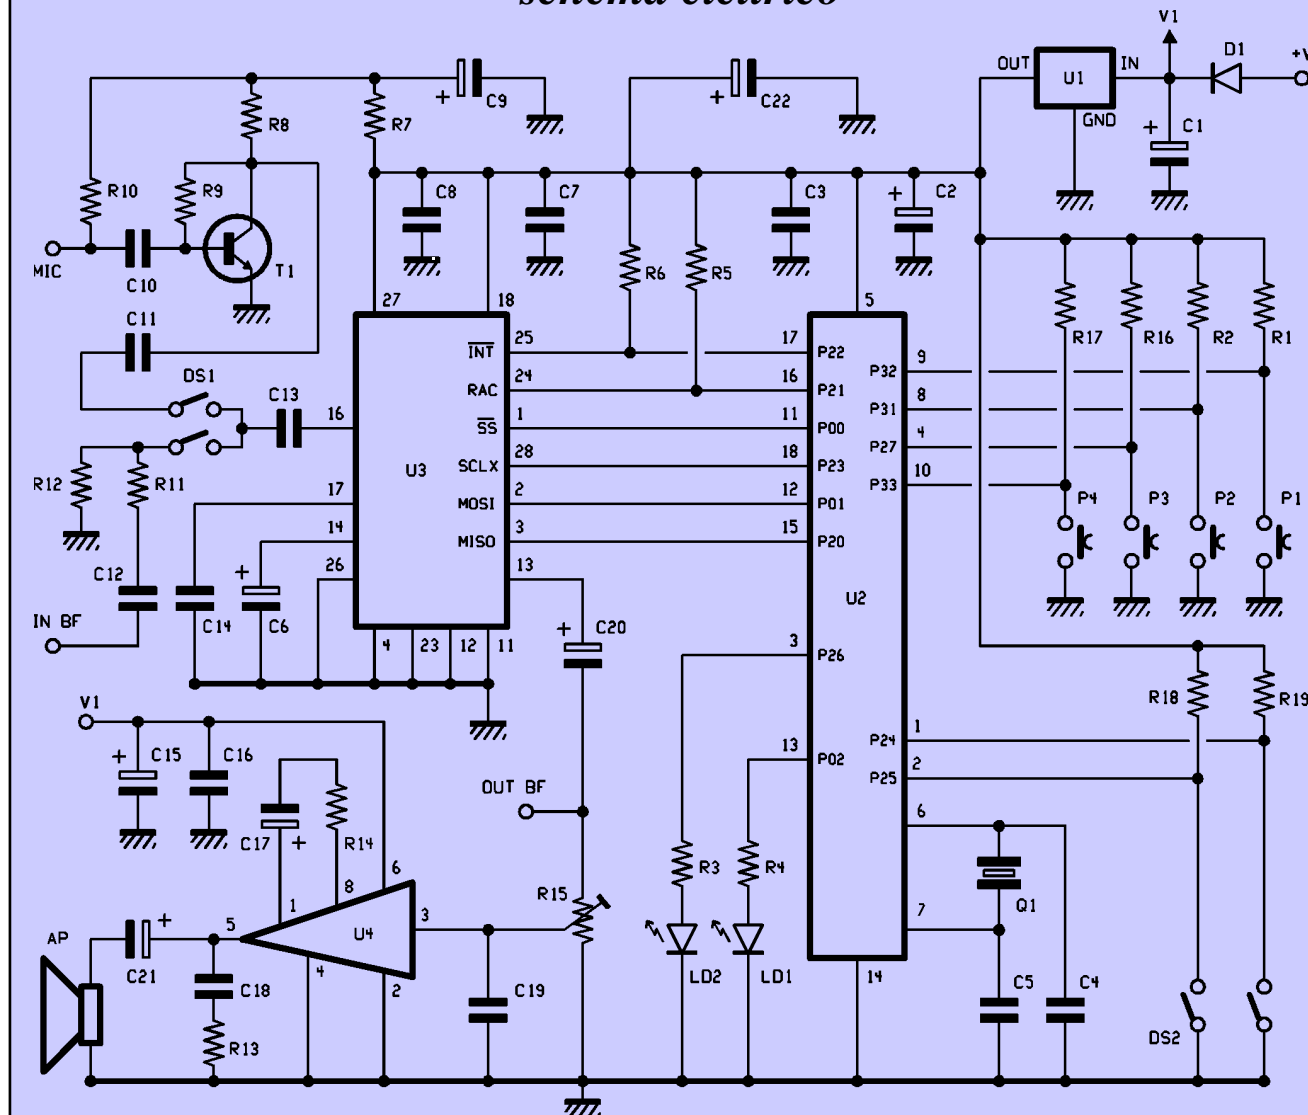 schema elettrico
V1
D1
+V
OUT
U1
IN
GND
C1
C9
C22
R8
R7
R10
R9
C8
C7
C3
C2
MIC
C10
T1
R6
R5
R17
R16
R2
R1
C11
DS1
C13
27
18
5
INT
25
17
P22
P32
9
RAC
24
16
P21
P31
8
16
SS
1
11
P00
P27
4
U3
SCLX
28
18
P23
P33
10
R12
R11
17
MOSI
2
12
P01
P4
P3
P2
P1
14
MISO
3
15
P20
26
13
C12
C14
C6
C20
U2
IN BF
4
23
12
11
3
P26
R18
R19
V1
C15
C16
13
P02
P24
1
P25
2
OUT BF
C17
R14
6
6
R3
R4
Q1
8
1
R15
7
AP
5
U4
3
C21
4
2
C18
C19
LD2
LD1
14
C5
C4
R13
DS2
+
+
+
+
+
+
+
+
+